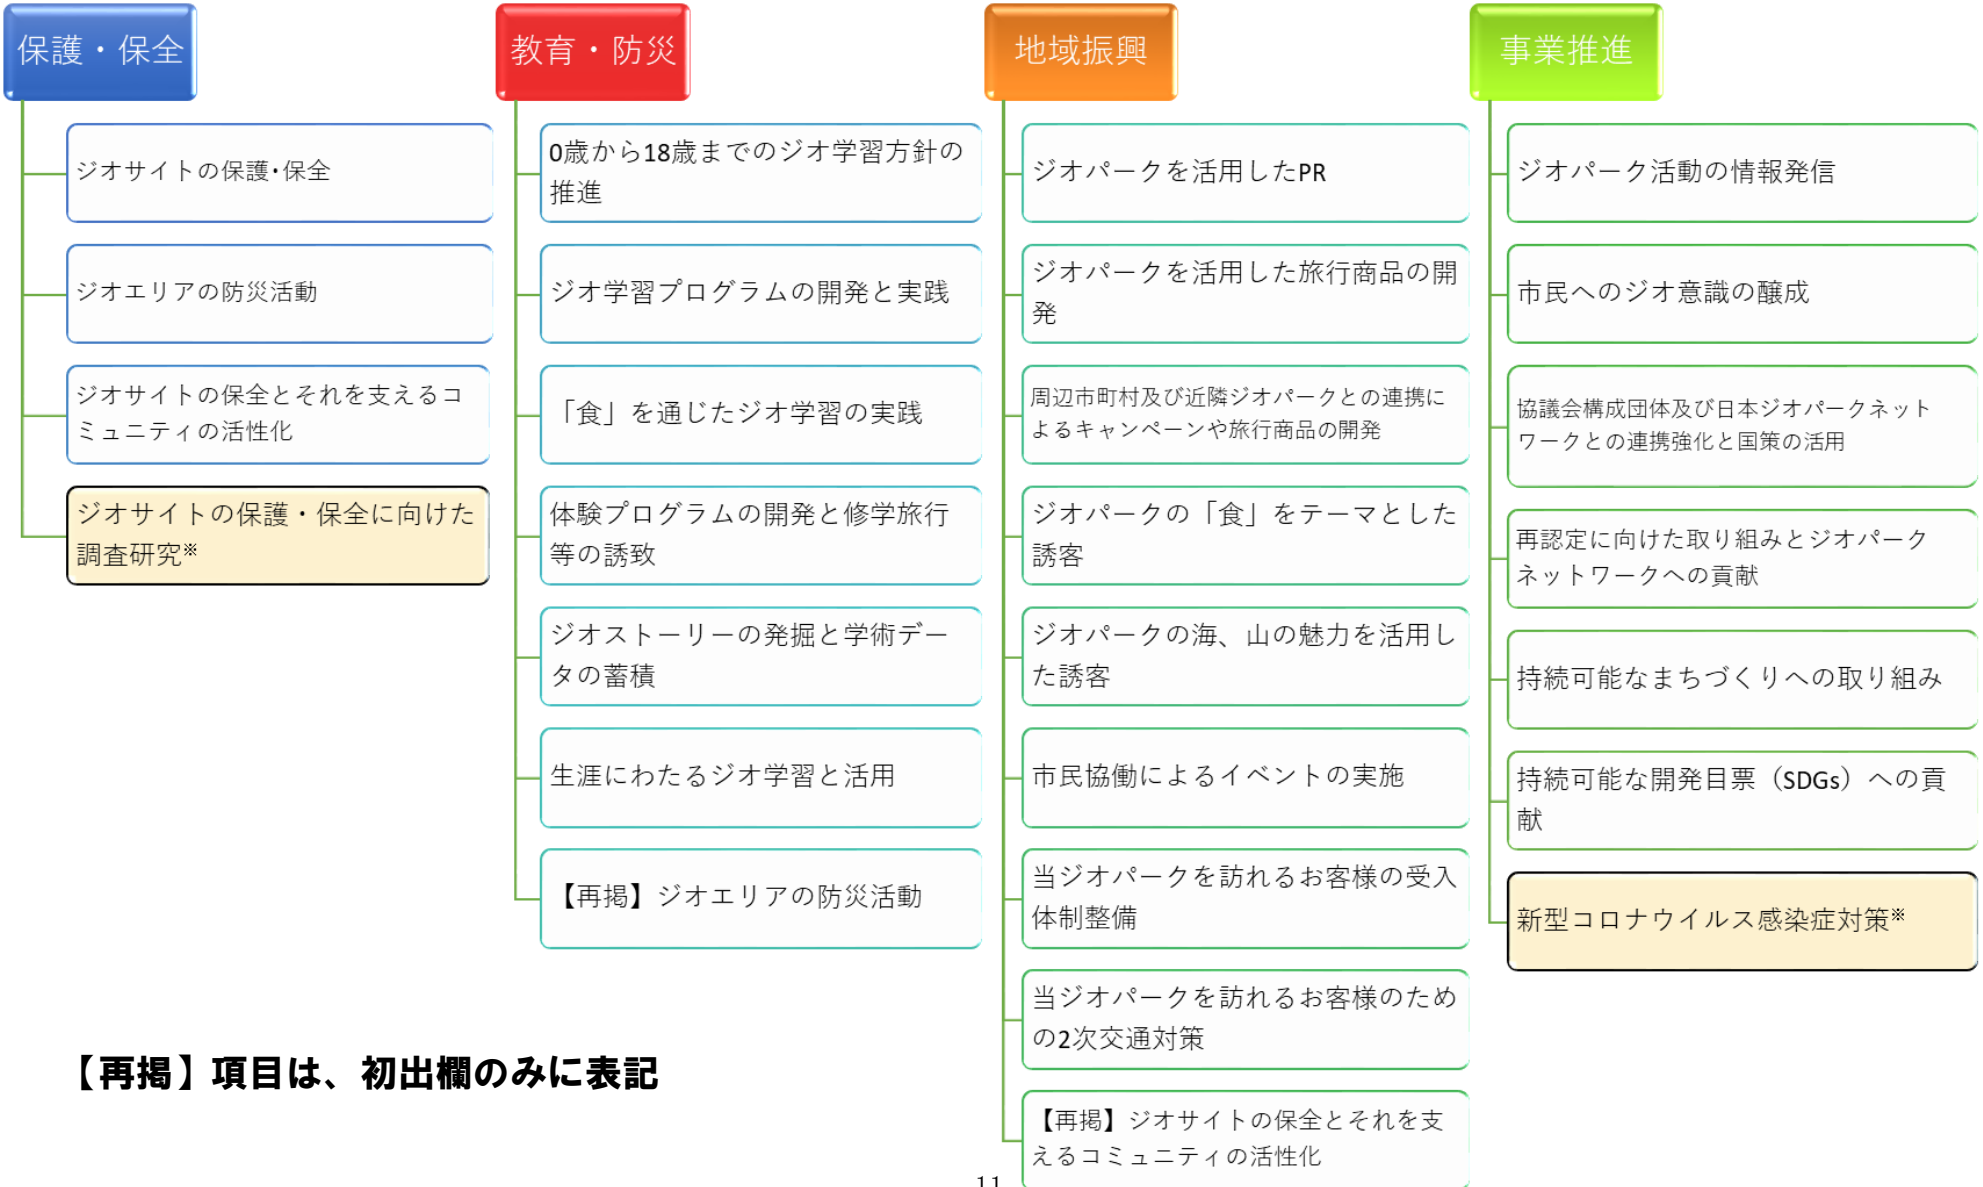 保護・保全
ジオサイトの保護･保全
ジオエリアの防災活動
ジオサイトの保全とそれを支えるコ
ミュニティの活性化
ジオサイトの保護・保全に向けた
調査研究※
教育・防災
0歳から18歳までのジオ学習方針の
推進
ジオ学習プログラムの開発と実践
「食」を通じたジオ学習の実践
体験プログラムの開発と修学旅行
等の誘致
ジオストーリーの発掘と学術デー
タの蓄積
生涯にわたるジオ学習と活用
【再掲】ジオエリアの防災活動
地域振興
ジオパークを活用したPR
ジオパークを活用した旅行商品の開
発
周辺市町村及び近隣ジオパークとの連携に
よるキャンペーンや旅行商品の開発
ジオパークの「食」をテーマとした
誘客
ジオパークの海、山の魅力を活用し
た誘客
市民協働によるイベントの実施
当ジオパークを訪れるお客様の受入
体制整備
当ジオパークを訪れるお客様のため
の2次交通対策
【再掲】ジオサイトの保全とそれを支
えるコミュニティの活性化
事業推進
ジオパーク活動の情報発信
市民へのジオ意識の醸成
協議会構成団体及び日本ジオパークネット
ワークとの連携強化と国策の活用
再認定に向けた取り組みとジオパーク
ネットワークへの貢献
持続可能なまちづくりへの取り組み
持続可能な開発目票（SDGs）への貢
献
新型コロナウイルス感染症対策※
【再掲】項目は、初出欄のみに表記
11